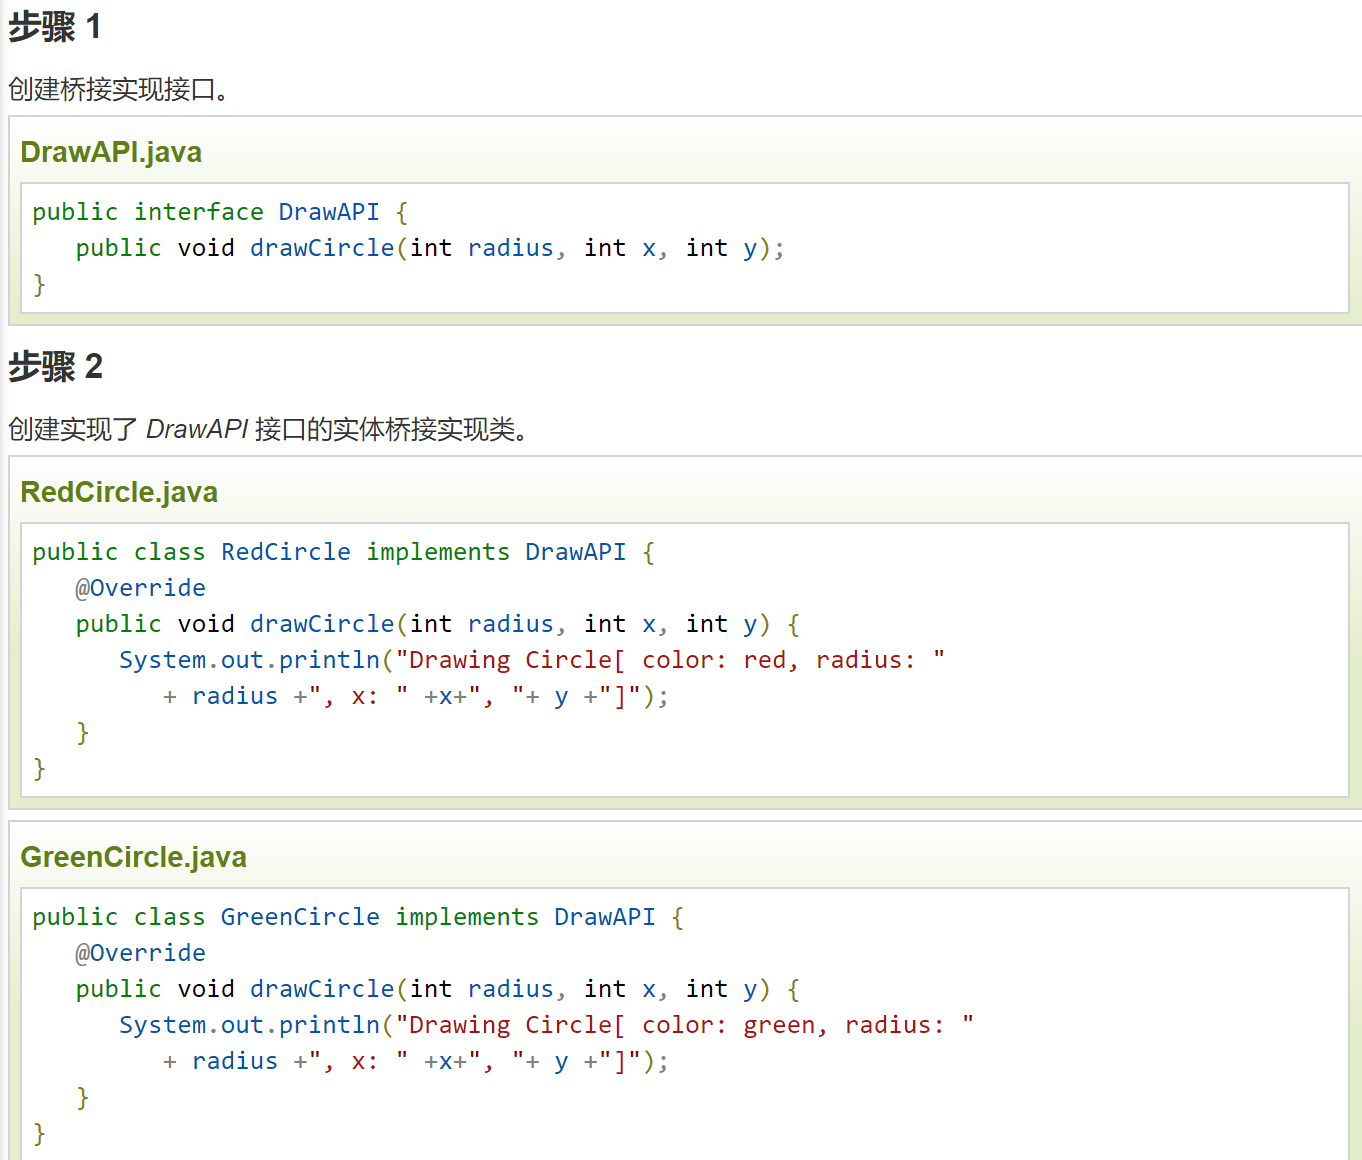 步骤 1
创建桥接实现接口。
DrawAPI.java
public interface DrawAPI {
   public void drawCircle(int radius, int x, int y);
}
步骤 2
创建实现了 DrawAPI 接口的实体桥接实现类。
RedCircle.java
public class RedCircle implements DrawAPI {
   @Override
   public void drawCircle(int radius, int x, int y) {
      System.out.println("Drawing Circle[ color: red, radius: "
         + radius +", x: " +x+", "+ y +"]");
   }
}
GreenCircle.java
public class GreenCircle implements DrawAPI {
   @Override
   public void drawCircle(int radius, int x, int y) {
      System.out.println("Drawing Circle[ color: green, radius: "
         + radius +", x: " +x+", "+ y +"]");
   }
}